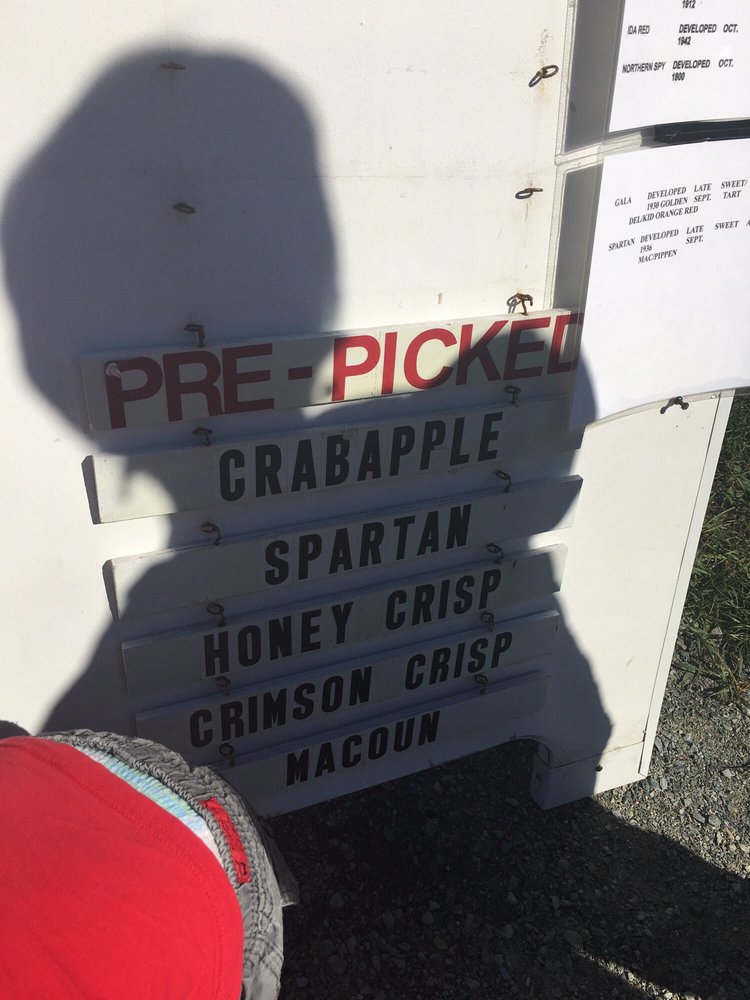 1912
IDA RED DEVELOPED OCT.
1942
NORTHERN SPY DEVELOPED OCT.
1800
GALA DEVELOPED LATE SWEET/
1930 GOLDEN SEPT. TART
DEL/KID ORANGE RED
SPARTAN DEVELOPED LATE SWEET A
1936 SEPT.
MAC/PIPPEN
PRE-PICKED
CRABAPPLE
SPARTAN
HONEY CRISP
CRIMSON CRISP
MACOUN